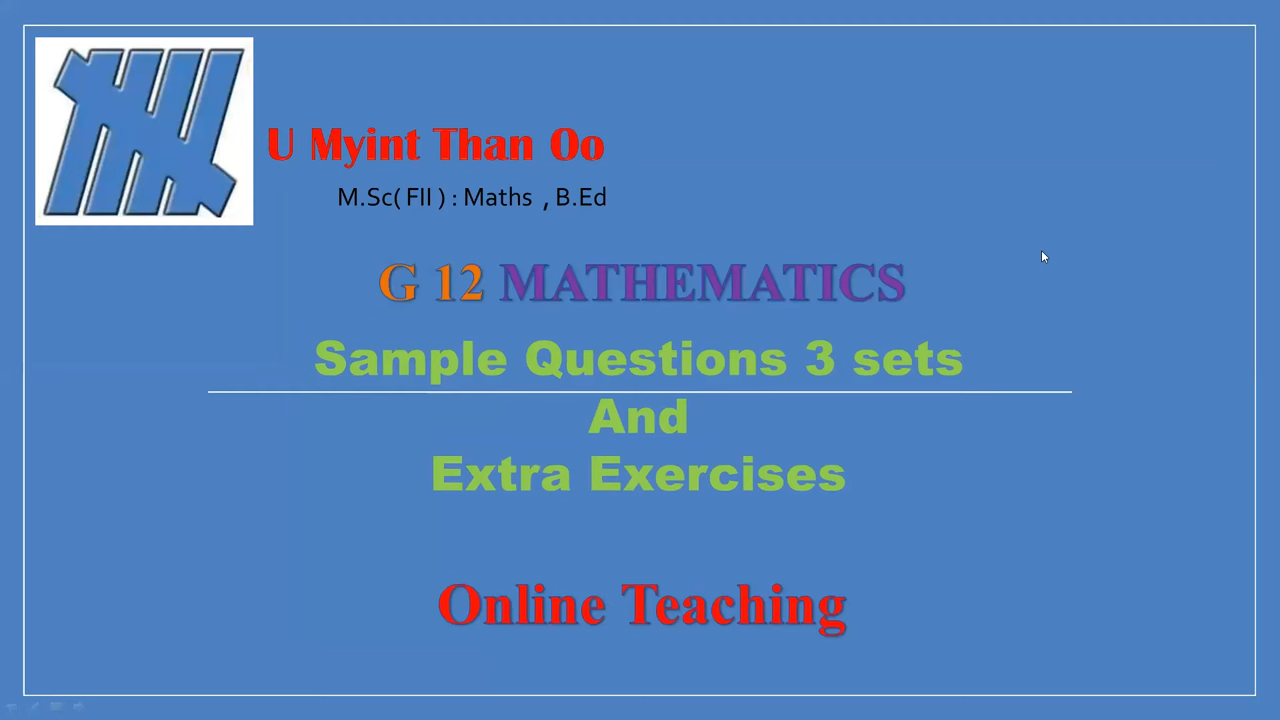 U Myint Than Oo
M.Sc( FII ) : Maths , B.Ed
G 12 MATHEMATICS
Sample Questions 3 sets
And
Extra Exercises
Online Teaching